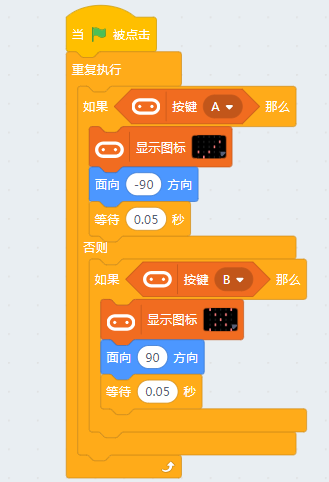 当 被点击
重复执行
如果 按键 A 那么
显示图标
面向 -90 方向
等待 0.05 秒
否则
如果 按键 B 那么
显示图标
面向 90 方向
等待 0.05 秒